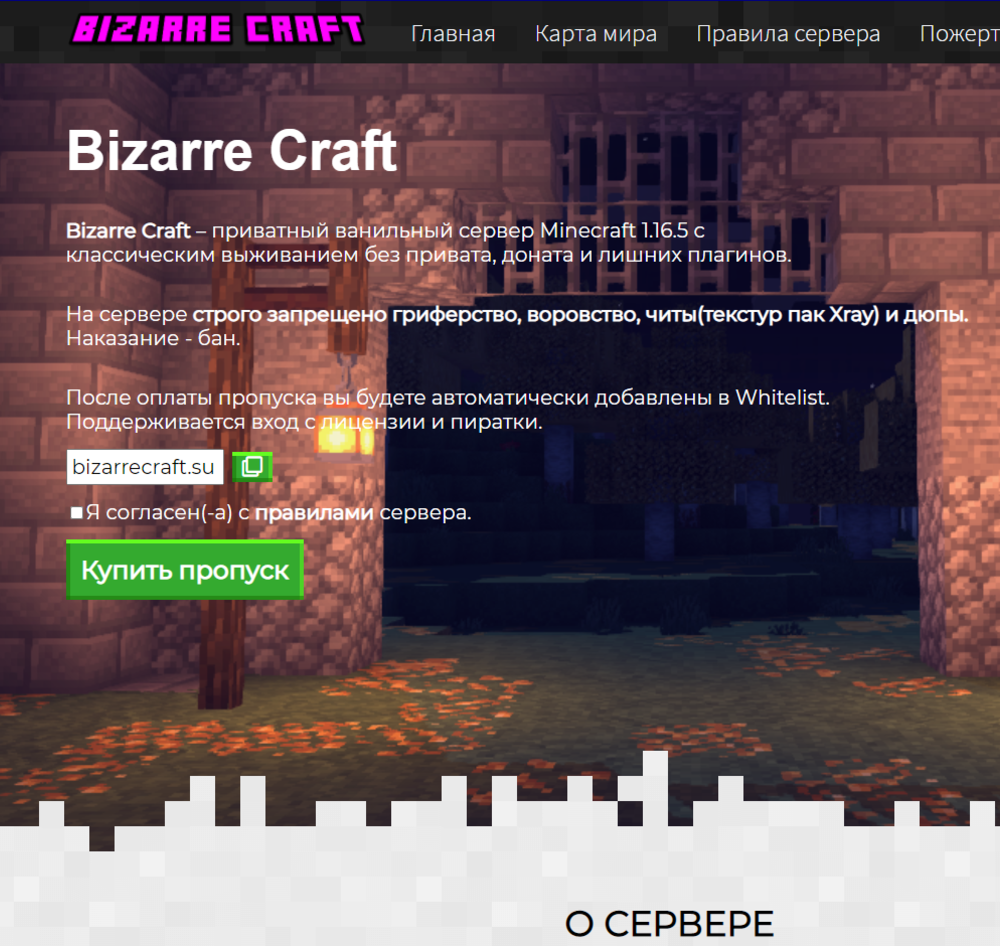 BIZARRE CRAFT
Главная Карта мира Правила сервера Пожерт
Bizarre Craft
Bizarre Craft – приватный ванильный сервер Minecraft 1.16.5 с
классическим выживанием без привата, доната и лишних плагинов.
На сервере строго запрещено гриферство, воровство, читы(текстур пак Xray) и дюпы.
Наказание - бан.
После оплаты пропуска вы будете автоматически добавлены в Whitelist.
Поддерживается вход с лицензии и пиратки.
bizarrecraft.su
Я согласен(-а) с правилами сервера.
Купить пропуск
О СЕРВЕРЕ